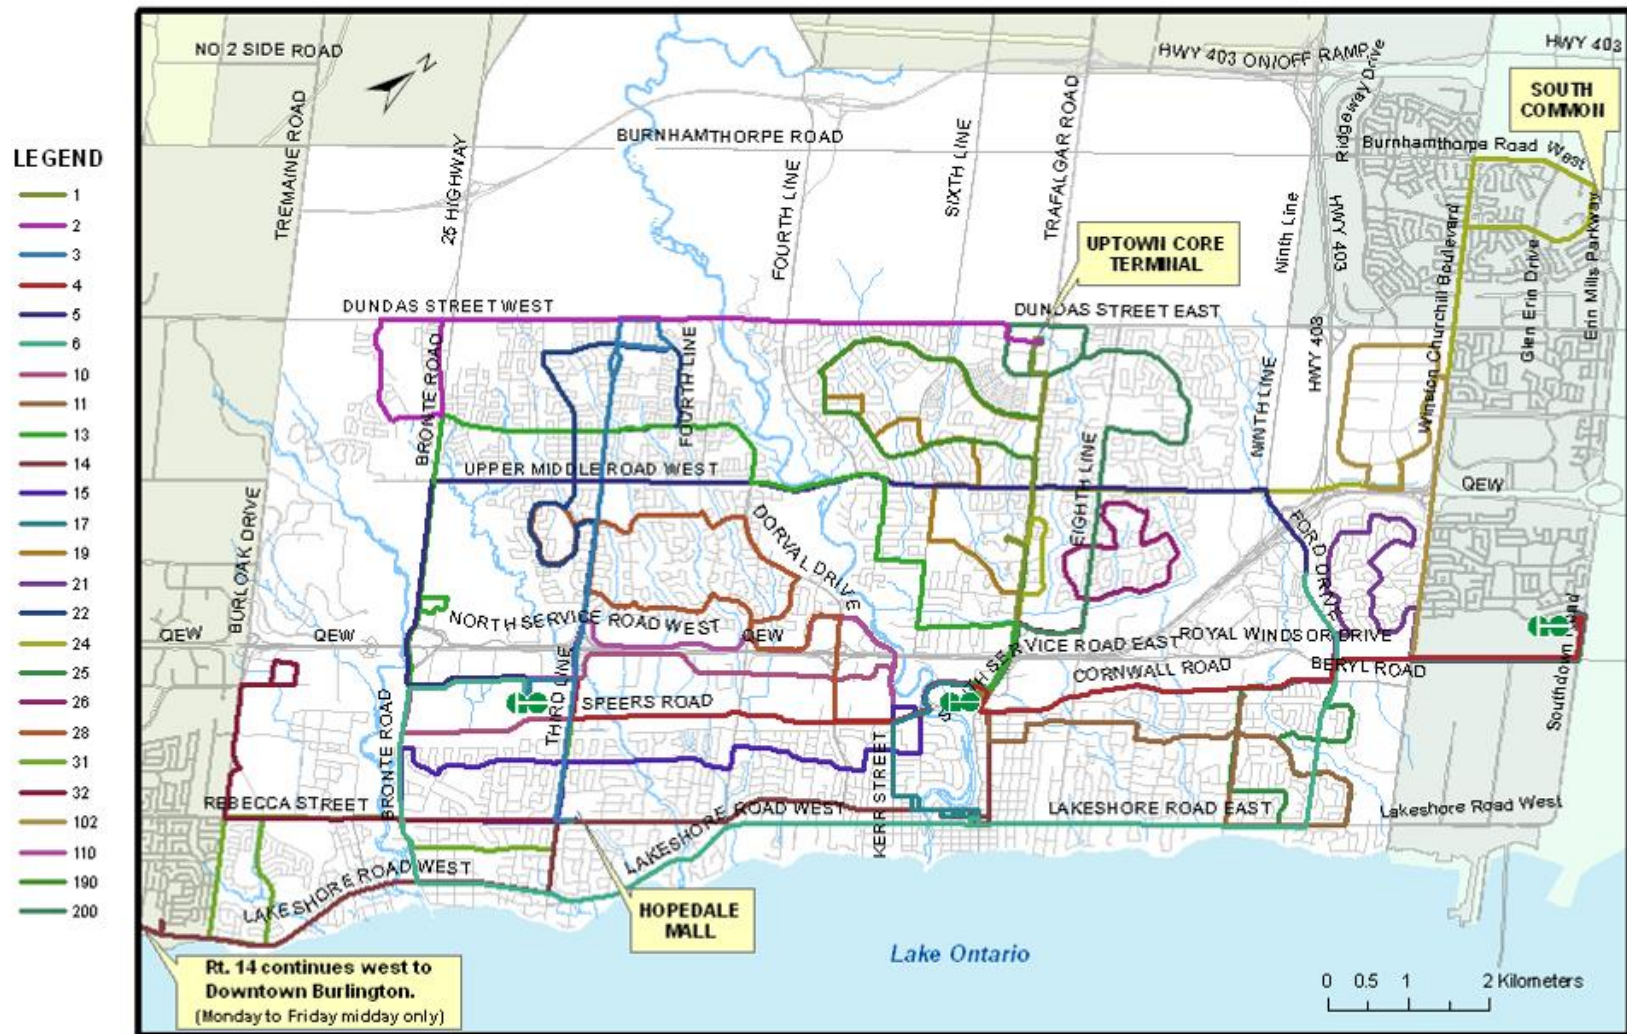 NO 2 SIDE ROAD
HWY 403 ON/OFF RAMP
HWY 403
N
SOUTH
COMMON
LEGEND
1
2
3
4
5
6
10
11
13
14
15
17
19
21
22
24
25
26
28
31
32
102
110
190
200
TREMAINE ROAD
25 HIGHWAY
BURNHAMTHORPE ROAD
FOURTH LINE
SIXTH LINE
TRAFALGAR ROAD
Ridgeway Drive
Burnhamthorpe Road West
Ninth Line
HWY 403
Winston Churchill Boulevard
Glen Erin Drive
Erin Mills Parkway
UPTOWN CORE
TERMINAL
DUNDAS STREET WEST
DUNDAS STREET EAST
BRONTE ROAD
FOURTH LINE
HWY 403
NINTH LINE
EIGHTH LINE
UPPER MIDDLE ROAD WEST
QEW
BURLOAK DRIVE
DORVAL DRIVE
FORD DRIVE
QEW
QEW
NORTH SERVICE ROAD WEST
QEW
SERVICE ROAD EAST
ROYAL WINDSOR DRIVE
CORNWALL ROAD
BERYL ROAD
Southdown Road
THIRD LINE
SPEERS ROAD
BRONTE ROAD
KERR STREET
REBECCA STREET
LAKESHORE ROAD WEST
LAKESHORE ROAD EAST
Lakeshore Road West
LAKESHORE ROAD WEST
HOPEDALE
MALL
Lake Ontario
Rt. 14 continues west to
Downtown Burlington.
(Monday to Friday midday only)
0 0.5 1 2 Kilometers